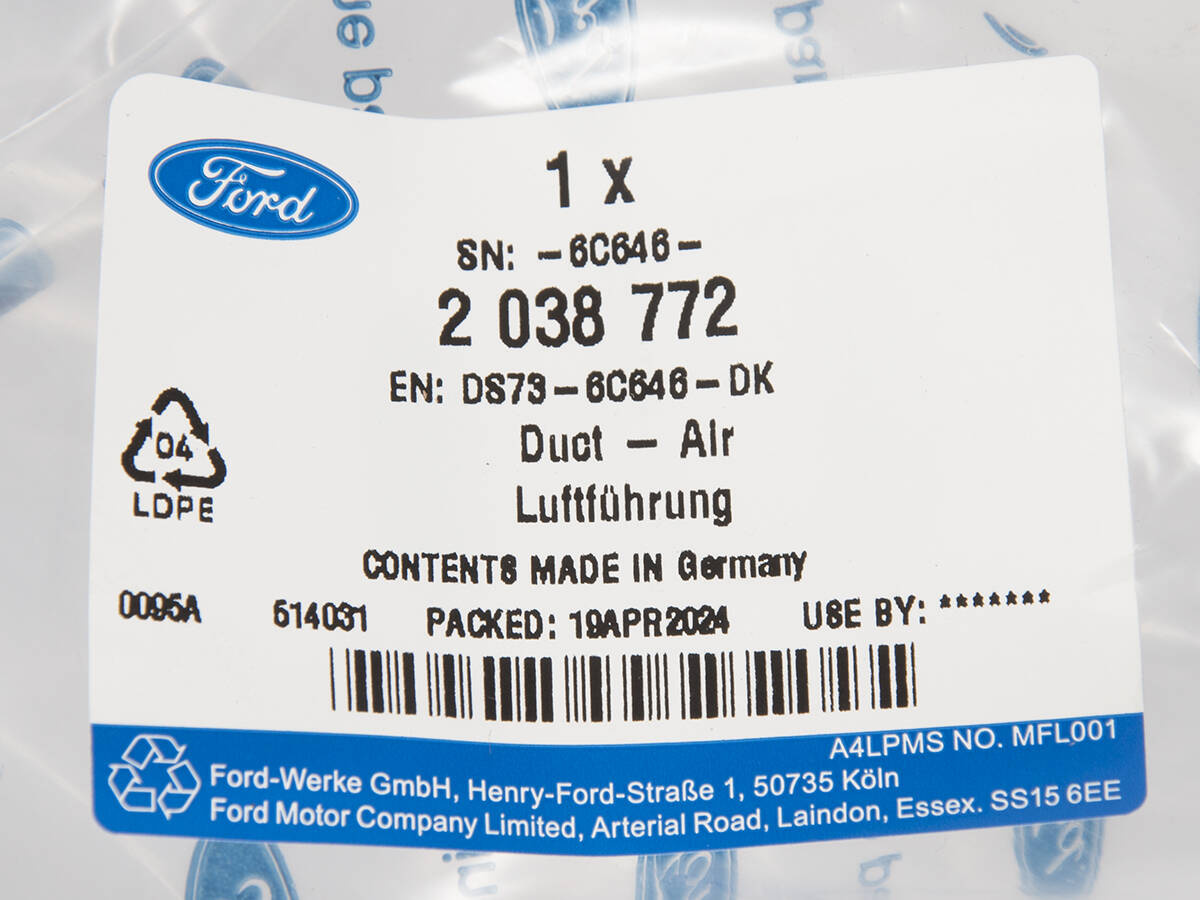 Ford
1 x
SN: -6C646-
2 038 772
EN: DS73-6C646-DK
Duct - Air
Luftführung
CONTENTS MADE IN Germany
04
LDPE
0095A 514031 PACKED: 19APR2024 USE BY: *******
A4LPMS NO. MFL001
Ford-Werke GmbH, Henry-Ford-Straße 1, 50735 Köln
Ford Motor Company Limited, Arterial Road, Laindon, Essex. SS15 6EE